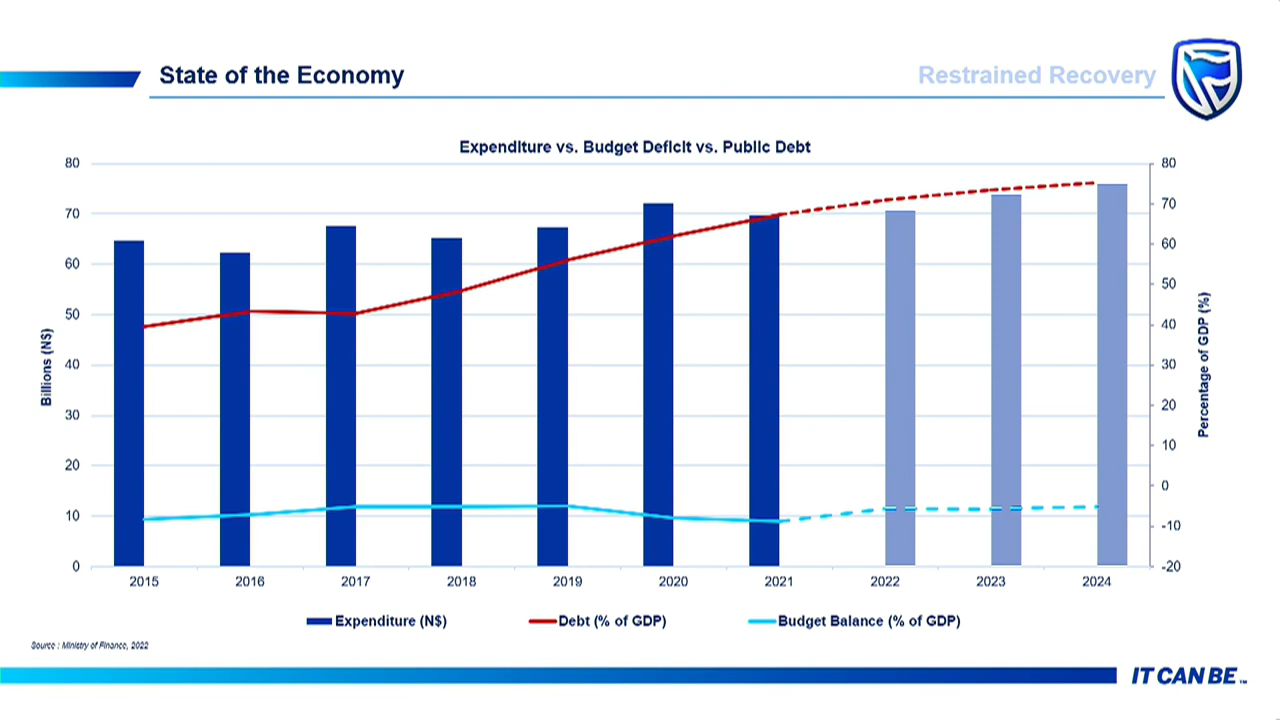 State of the Economy
Restrained Recovery
Expenditure vs. Budget Deficit vs. Public Debt
80
70
60
50
40
30
20
10
0
Billions (N$)
80
70
60
50
40
30
20
10
0
-10
-20
Percentage of GDP (%)
2015 2016 2017 2018 2019 2020 2021 2022 2023 2024
Expenditure (N$) Debt (% of GDP) Budget Balance (% of GDP)
Source : Ministry of Finance, 2022
IT CAN BE™